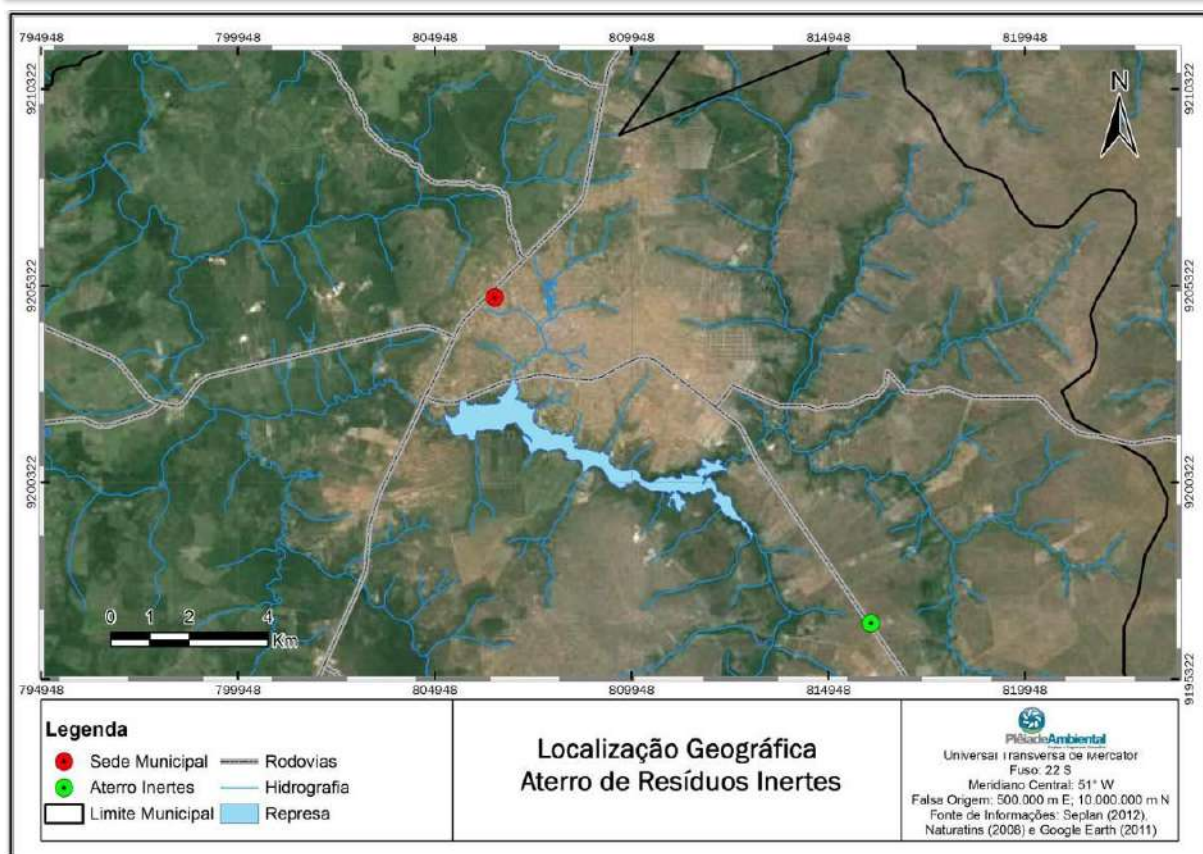 794948 799948 804948 809948 814948 819948
9210322 9210322
N
9205322 9205322
9200322 9200322
0 1 2 4
Km
9195322
794948 799948 804948 809948 814948 819948
Legenda
Sede Municipal Rodovias
Aterro Inertes Hidrografia
Limite Municipal Represa
Localização Geográfica
Aterro de Resíduos Inertes
PlêiadeAmbiental
Universal Transversa de Mercator
Fuso: 22 S
Meridiano Central: 51° W
Falsa Origem: 500.000 m E; 10.000.000 m N
Fonte de Informações: Seplan (2012),
Naturatins (2008) e Google Earth (2011)